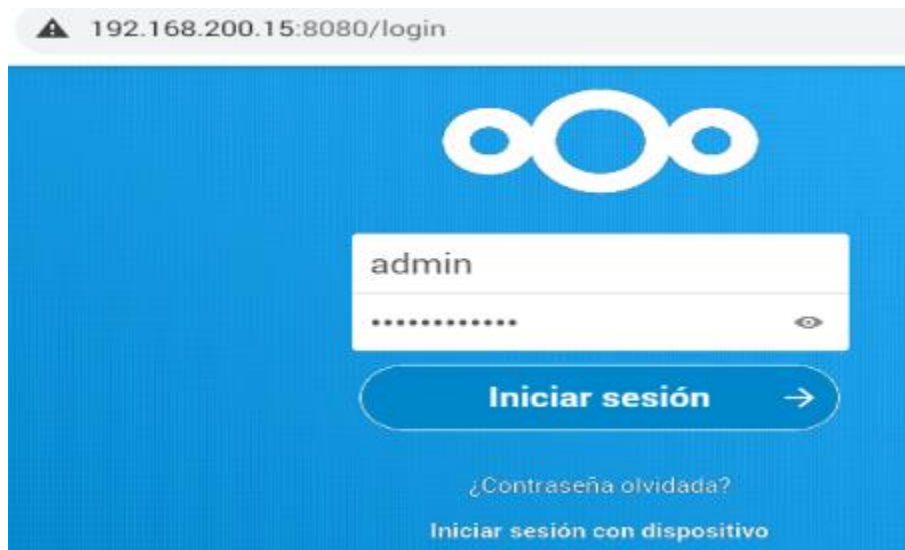 192.168.200.15:8080/login
admin
••••••••••••
Iniciar sesión
¿Contraseña olvidada?
Iniciar sesión con dispositivo